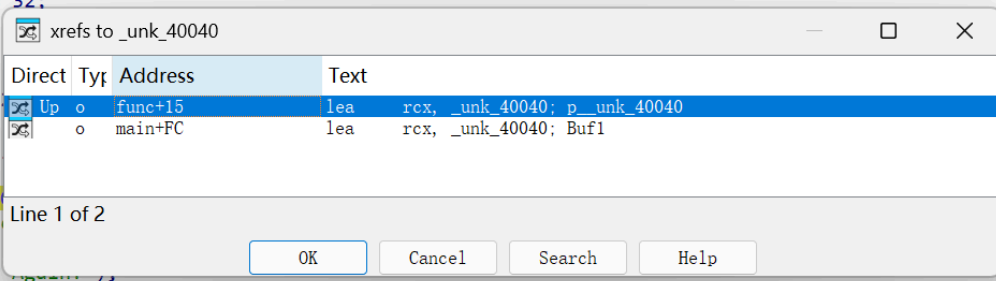 32,
xrefs to _unk_40040
Direct Typ Address Text
Up o func+15 lea rcx, _unk_40040; p__unk_40040
o main+FC lea rcx, _unk_40040; Buf1
Line 1 of 2
OK Cancel Search Help